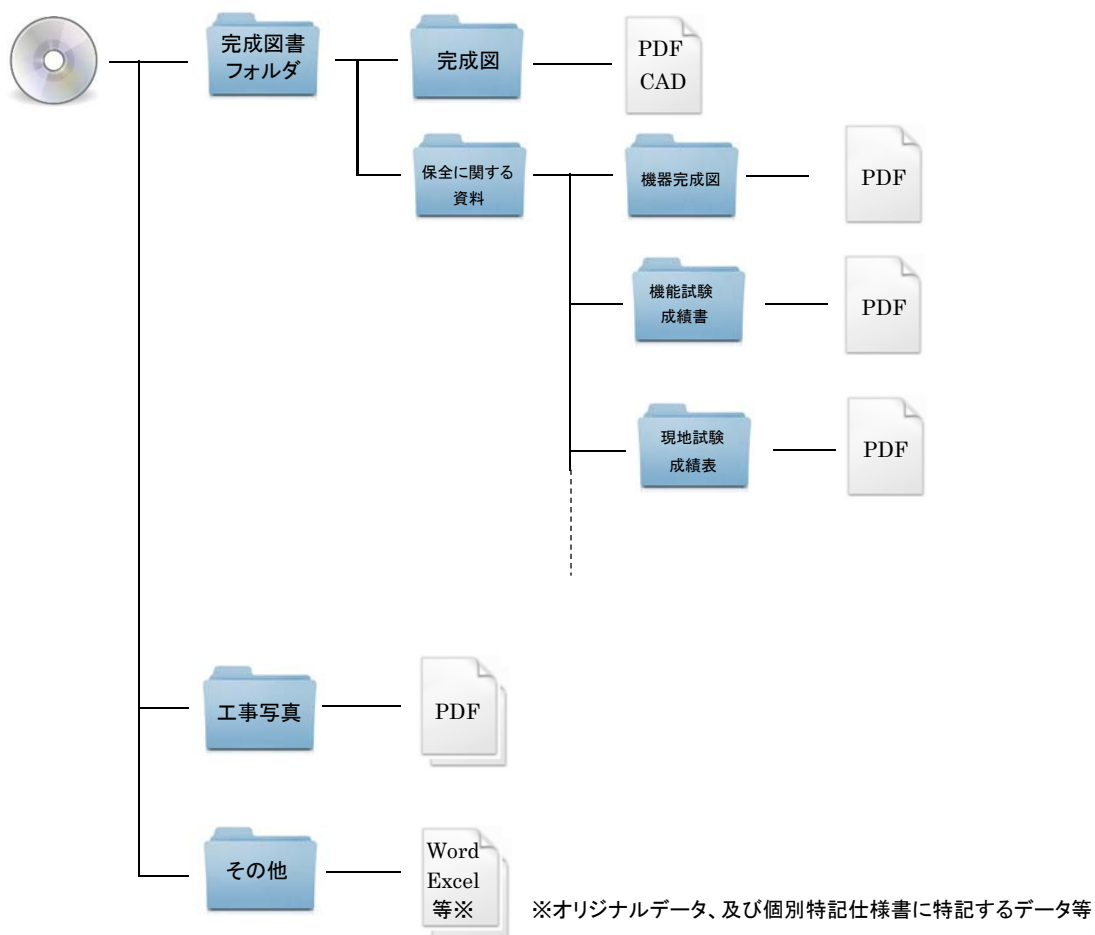 完成図書
フォルダ
完成図
PDF
CAD
保全に関する
資料
機器完成図
PDF
機能試験
成績書
PDF
現地試験
成績表
PDF
工事写真
PDF
その他
Word
Excel
等※
※オリジナルデータ、及び個別特記仕様書に特記するデータ等